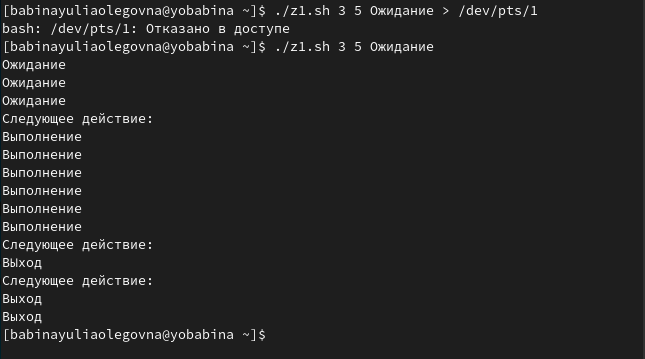 [babinayuliaolegovna@yobabina ~]$ ./z1.sh 3 5 Ожидание > /dev/pts/1
bash: /dev/pts/1: Отказано в доступе
[babinayuliaolegovna@yobabina ~]$ ./z1.sh 3 5 Ожидание
Ожидание
Ожидание
Ожидание
Следующее действие:
Выполнение
Выполнение
Выполнение
Выполнение
Выполнение
Выполнение
Следующее действие:
ВЫход
Следующее действие:
Выход
Выход
[babinayuliaolegovna@yobabina ~]$